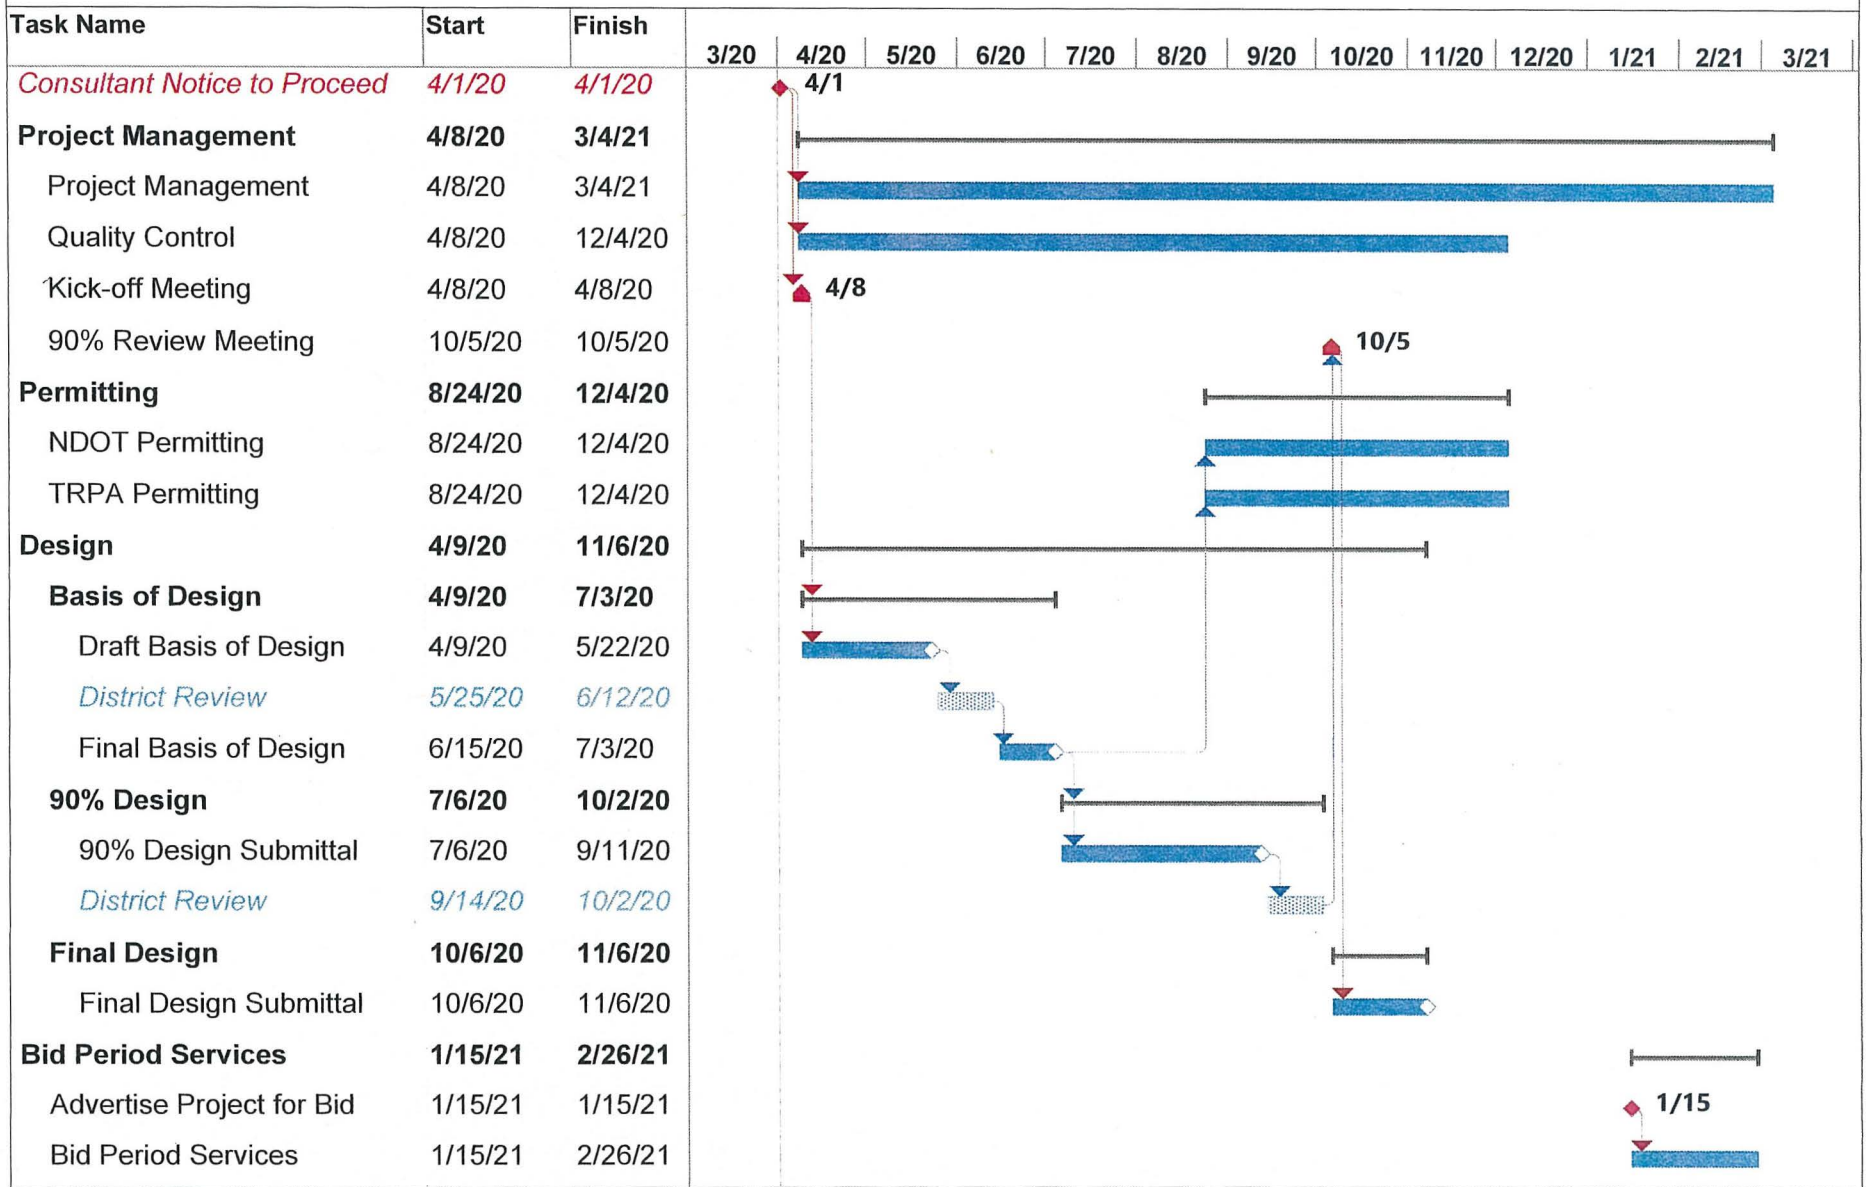 Task Name Start Finish 3/20 4/20 5/20 6/20 7/20 8/20 9/20 10/20 11/20 12/20 1/21 2/21 3/21
Consultant Notice to Proceed 4/1/20 4/1/20 4/1
Project Management 4/8/20 3/4/21
Project Management 4/8/20 3/4/21
Quality Control 4/8/20 12/4/20
Kick-off Meeting 4/8/20 4/8/20 4/8
90% Review Meeting 10/5/20 10/5/20 10/5
Permitting 8/24/20 12/4/20
NDOT Permitting 8/24/20 12/4/20
TRPA Permitting 8/24/20 12/4/20
Design 4/9/20 11/6/20
Basis of Design 4/9/20 7/3/20
Draft Basis of Design 4/9/20 5/22/20
District Review 5/25/20 6/12/20
Final Basis of Design 6/15/20 7/3/20
90% Design 7/6/20 10/2/20
90% Design Submittal 7/6/20 9/11/20
District Review 9/14/20 10/2/20
Final Design 10/6/20 11/6/20
Final Design Submittal 10/6/20 11/6/20
Bid Period Services 1/15/21 2/26/21
Advertise Project for Bid 1/15/21 1/15/21 1/15
Bid Period Services 1/15/21 2/26/21